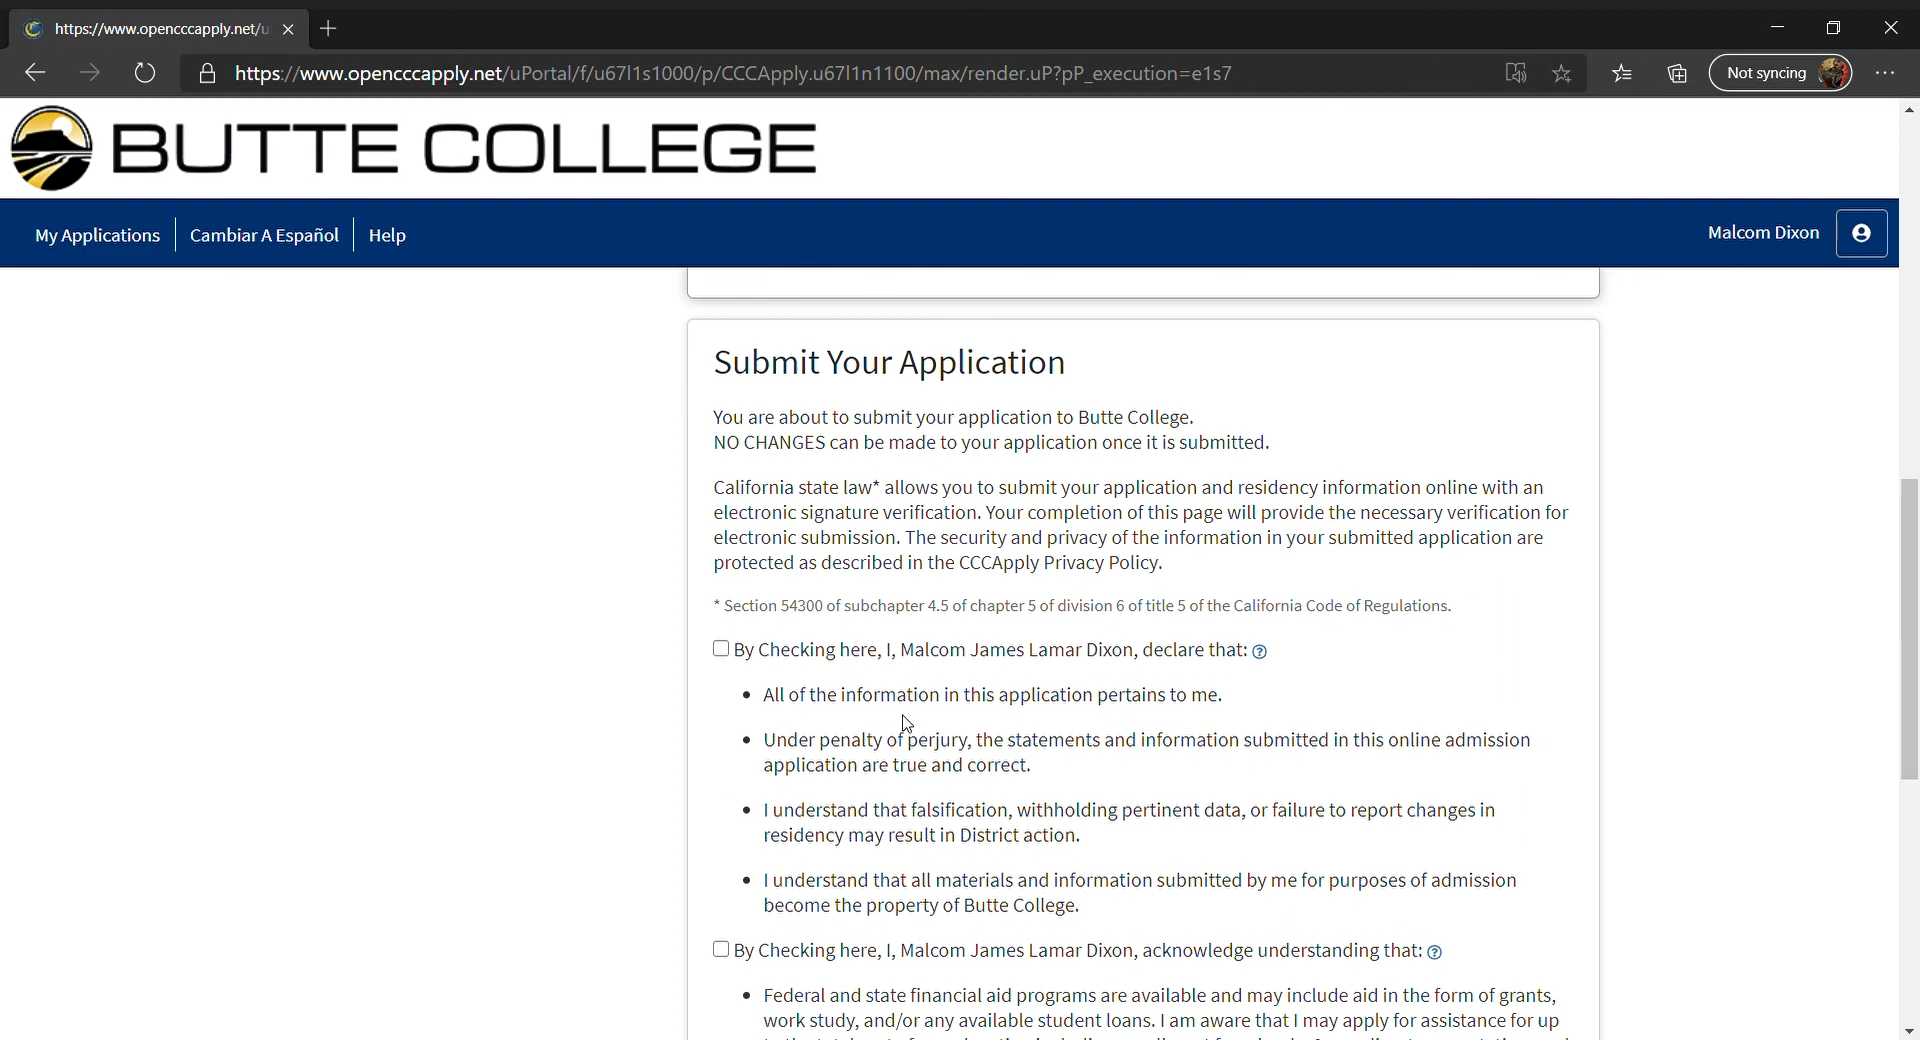 https://www.opencccapply.net/u
https://www.opencccapply.net/uPortal/f/u67l1s1000/p/CCCApply.u67l1n1100/max/render.uP?pP_execution=e1s7
Not syncing
BUTTE COLLEGE
My Applications
Cambiar A Español
Help
Malcom Dixon
Submit Your Application
You are about to submit your application to Butte College.
NO CHANGES can be made to your application once it is submitted.
California state law* allows you to submit your application and residency information online with an
electronic signature verification. Your completion of this page will provide the necessary verification for
electronic submission. The security and privacy of the information in your submitted application are
protected as described in the CCCApply Privacy Policy.
* Section 54300 of subchapter 4.5 of chapter 5 of division 6 of title 5 of the California Code of Regulations.
By Checking here, I, Malcom James Lamar Dixon, declare that:
• All of the information in this application pertains to me.
• Under penalty of perjury, the statements and information submitted in this online admission
application are true and correct.
• I understand that falsification, withholding pertinent data, or failure to report changes in
residency may result in District action.
• I understand that all materials and information submitted by me for purposes of admission
become the property of Butte College.
By Checking here, I, Malcom James Lamar Dixon, acknowledge understanding that:
• Federal and state financial aid programs are available and may include aid in the form of grants,
work study, and/or any available student loans. I am aware that I may apply for assistance for up